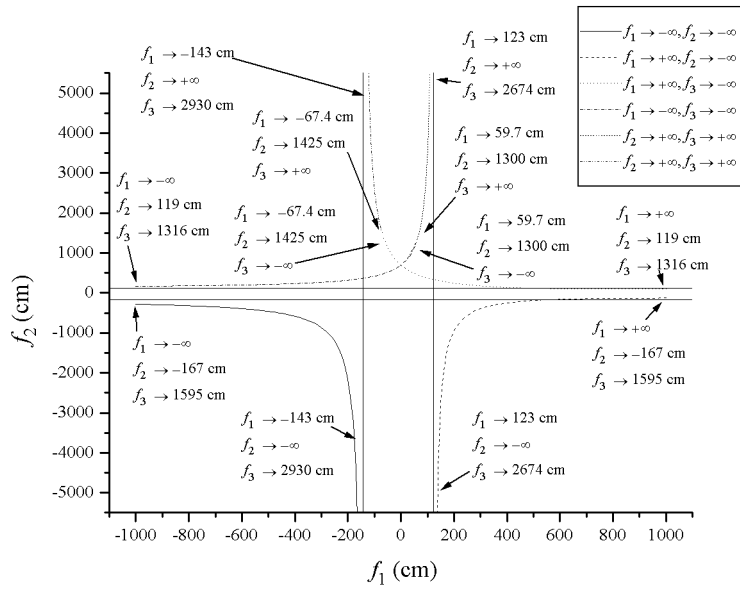 f1 → −143 cm
f2 → +∞
f3 → 2930 cm
f1 → 123 cm
f2 → +∞
f3 → 2674 cm
f1 → −∞, f2 → −∞
f1 → +∞, f2 → −∞
f1 → +∞, f3 → −∞
f1 → −∞, f3 → −∞
f2 → +∞, f3 → +∞
f2 → +∞, f3 → +∞
f1 → −67.4 cm
f2 → 1425 cm
f3 → +∞
f1 → 59.7 cm
f2 → 1300 cm
f3 → +∞
f1 → −∞
f2 → 119 cm
f3 → 1316 cm
f1 → −67.4 cm
f2 → 1425 cm
f3 → −∞
f1 → 59.7 cm
f2 → 1300 cm
f3 → −∞
f1 → +∞
f2 → 119 cm
f3 → 1316 cm
f1 → −∞
f2 → −167 cm
f3 → 1595 cm
f1 → +∞
f2 → −167 cm
f3 → 1595 cm
f1 → −143 cm
f2 → −∞
f3 → 2930 cm
f1 → 123 cm
f2 → −∞
f3 → 2674 cm
5000
4000
3000
2000
1000
0
-1000
-2000
-3000
-4000
-5000
f2 (cm)
-1000 -800 -600 -400 -200 0 200 400 600 800 1000
f1 (cm)